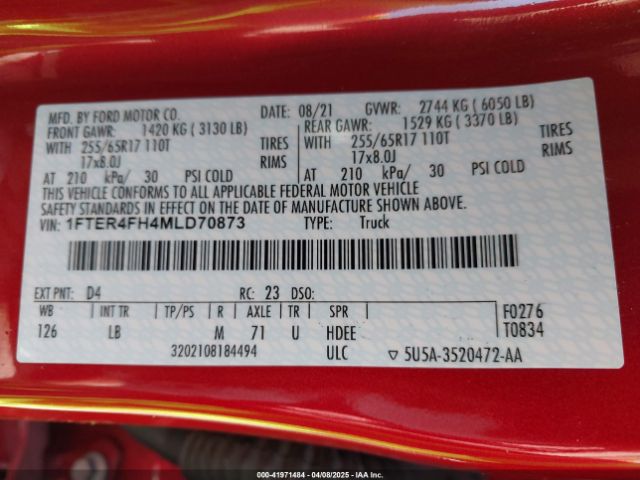 MFD. BY FORD MOTOR CO. DATE: 08/21 GVWR: 2744 KG ( 6050 LB)
FRONT GAWR: 1420 KG ( 3130 LB) REAR GAWR: 1529 KG ( 3370 LB)
WITH 255/65R17 110T TIRES WITH 255/65R17 110T TIRES
17x8.0J RIMS 17x8.0J RIMS
AT 210 kPa/ 30 PSI COLD AT 210 kPa/ 30 PSI COLD
THIS VEHICLE CONFORMS TO ALL APPLICABLE FEDERAL MOTOR VEHICLE
SAFETY STANDARDS IN EFFECT ON THE DATE OF MANUFACTURE SHOWN ABOVE.
VIN: 1FTER4FH4MLD70873 TYPE: Truck
EXT PNT: D4 RC: 23 DSO:
WB INT TR TP/PS R AXLE TR SPR F0276
126 LB M 71 U HDEE T0834
3202108184494 ULC ▽ 5U5A-3520472-AA
000-41971484 - 04/08/2025 - IAAI.COM